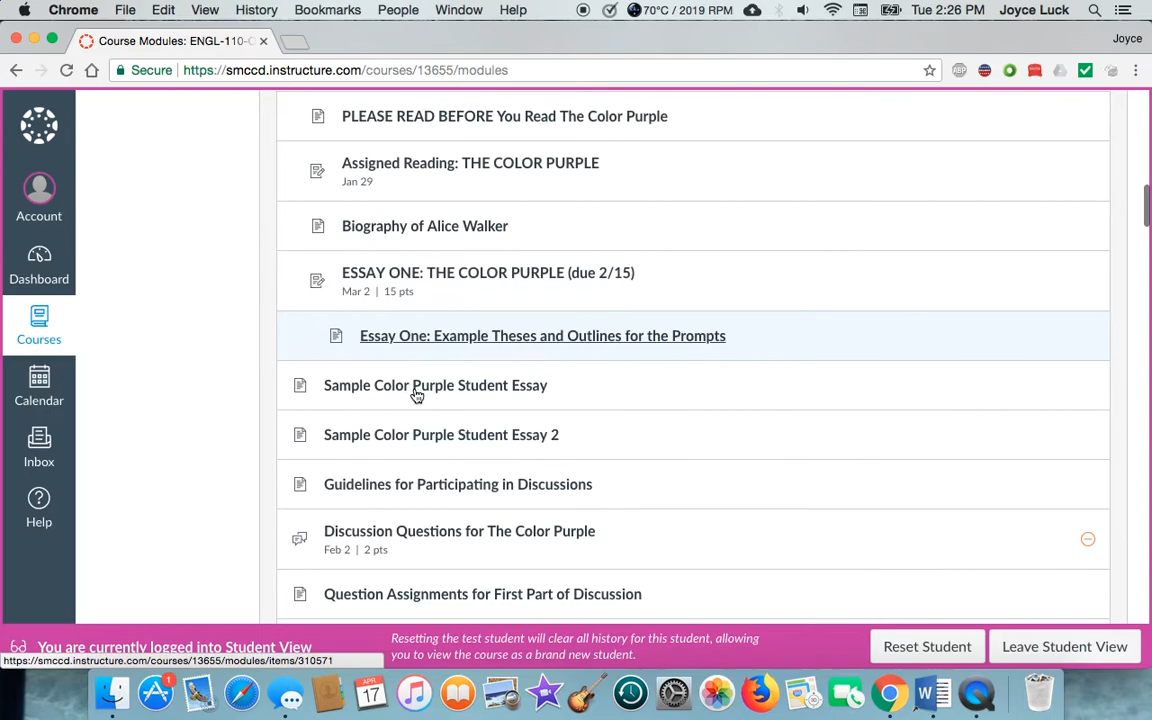 Chrome File Edit View History Bookmarks People Window Help 70°C / 2019 RPM Tue 2:26 PM Joyce Luck
Course Modules: ENGL-110-O Joyce
Secure https://smccd.instructure.com/courses/13655/modules ABP
PLEASE READ BEFORE You Read The Color Purple
Assigned Reading: THE COLOR PURPLE
Jan 29
Account
Biography of Alice Walker
Dashboard
ESSAY ONE: THE COLOR PURPLE (due 2/15)
Mar 2 | 15 pts
Courses
Essay One: Example Theses and Outlines for the Prompts
Sample Color Purple Student Essay
Calendar
Sample Color Purple Student Essay 2
Inbox
Guidelines for Participating in Discussions
Help
Discussion Questions for The Color Purple
Feb 2 | 2 pts
Question Assignments for First Part of Discussion
You are currently logged into Student View
Resetting the test student will clear all history for this student, allowing
you to view the course as a brand new student.
Reset Student Leave Student View
https://smccd.instructure.com/courses/13655/modules/items/310571
1 APR 17